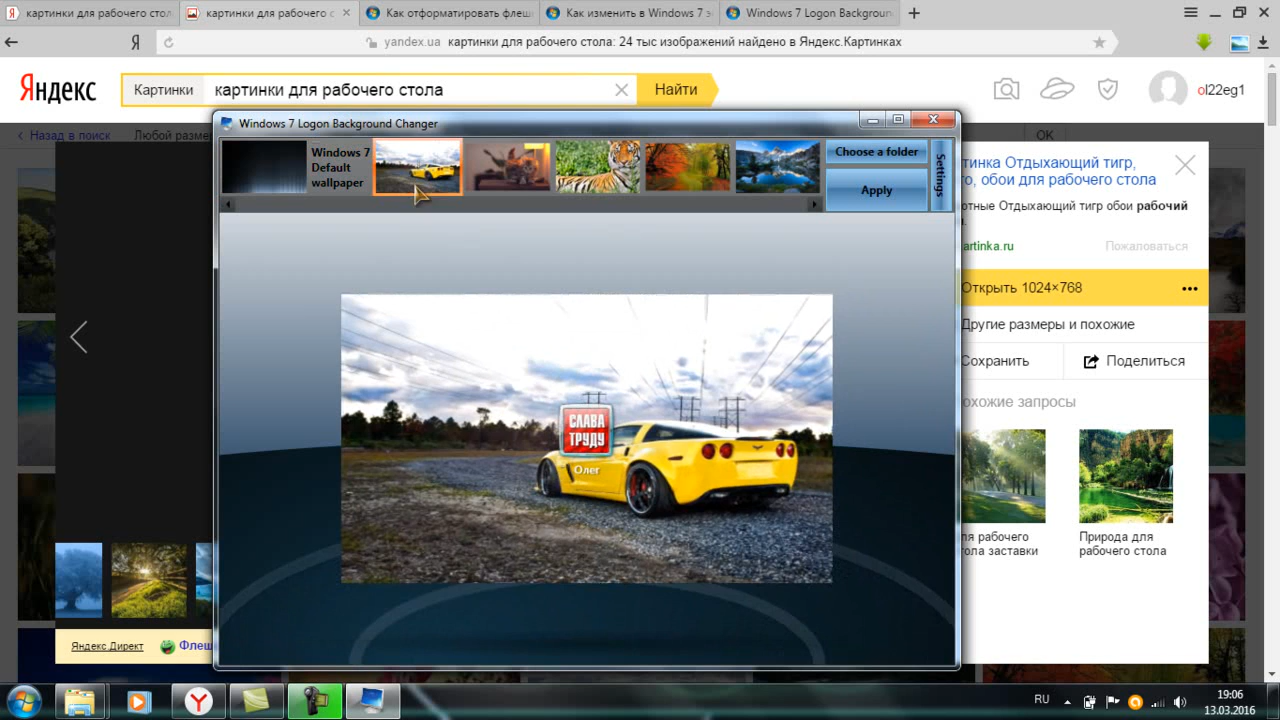 картинки для рабочего стол
картинки для рабочего с
Как отформатировать флеш
Как изменить в Windows 7 э
Windows 7 Logon Background
Я
yandex.ua картинки для рабочего стола: 24 тыс изображений найдено в Яндекс.Картинках
Яндекс
Картинки
картинки для рабочего стола
Найти
ol22eg1
Назад в поиск
Любой разме
ОК
Windows 7 Logon Background Changer
Windows 7
Default
wallpaper
Choose a folder
Apply
Settings
СЛАВА
ТРУДУ
Олег
тинка Отдыхающий тигр,
о, обои для рабочего стола
отные Отдыхающий тигр обои рабочий
artinka.ru
Пожаловаться
Открыть 1024×768
Другие размеры и похожие
Сохранить
Поделиться
охожие запросы
ля рабочего
тола заставки
Природа для
рабочего стола
Яндекс.Директ
Флеш
RU
19:06
13.03.2016